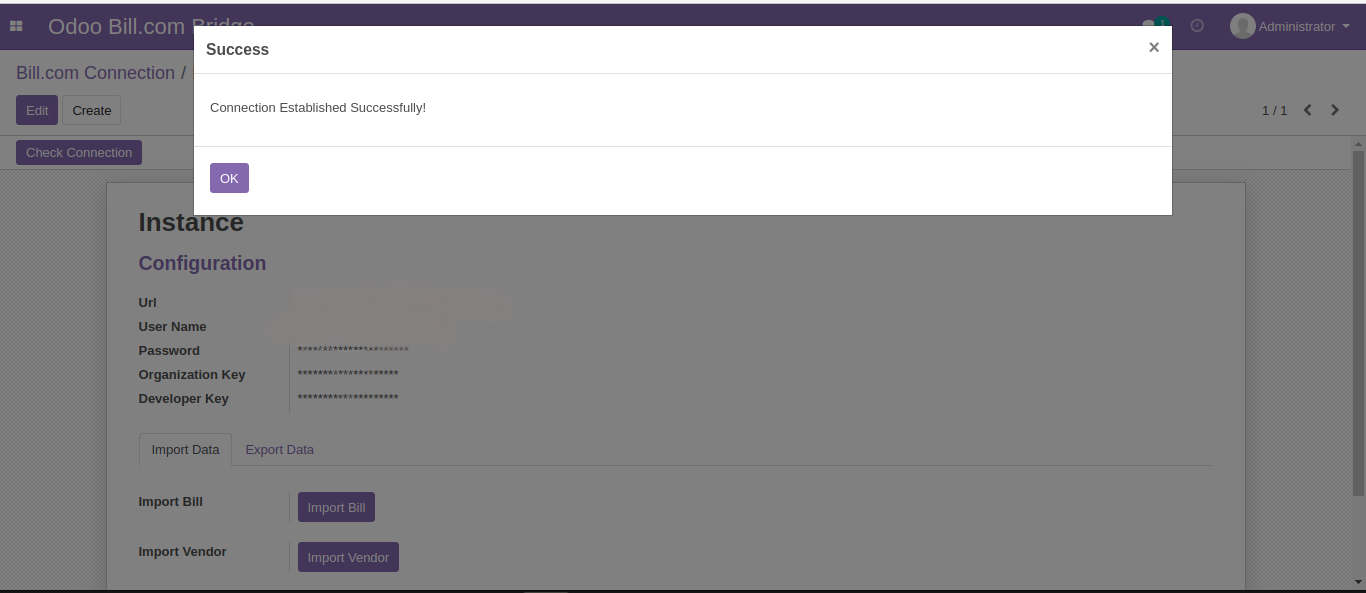 Odoo Bill.com Bridge
1
Administrator
Success
×
Bill.com Connection /
Connection Established Successfully!
Edit
Create
1 / 1
Check Connection
OK
Instance
Configuration
Url
User Name
Password **********************
Organization Key ********************
Developer Key ********************
Import Data
Export Data
Import Bill
Import Bill
Import Vendor
Import Vendor